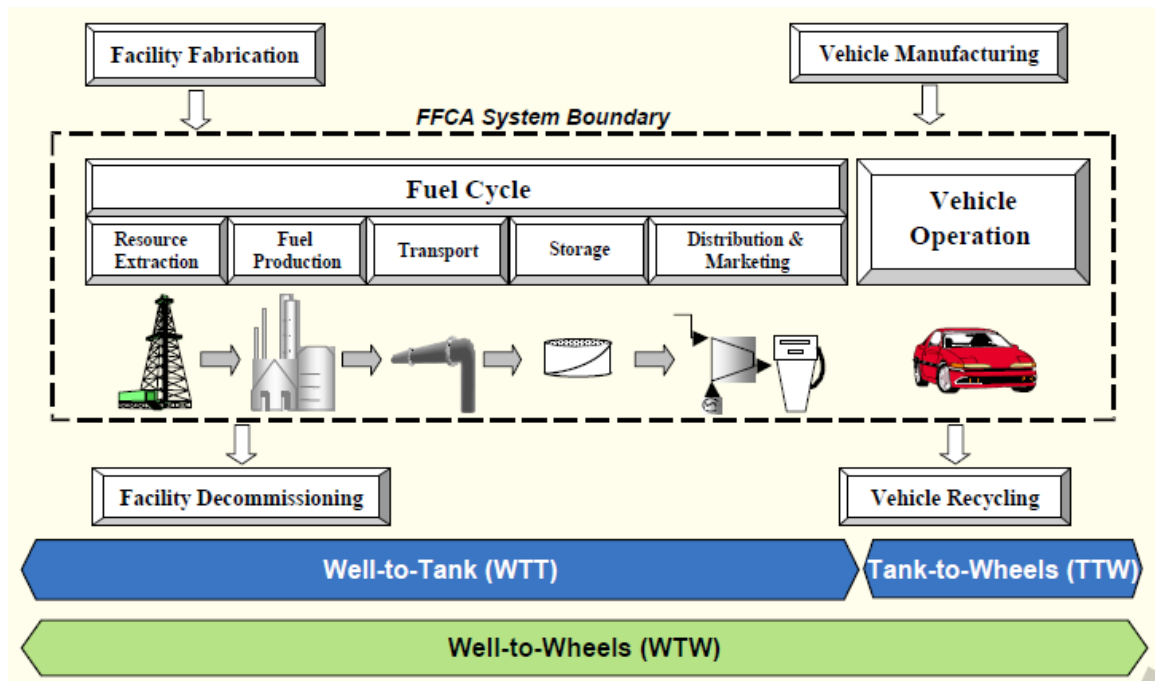 Facility Fabrication
Vehicle Manufacturing
FFCA System Boundary
Fuel Cycle
Vehicle
Operation
Resource
Extraction
Fuel
Production
Transport
Storage
Distribution &
Marketing
Facility Decommissioning
Vehicle Recycling
Well-to-Tank (WTT)
Tank-to-Wheels (TTW)
Well-to-Wheels (WTW)